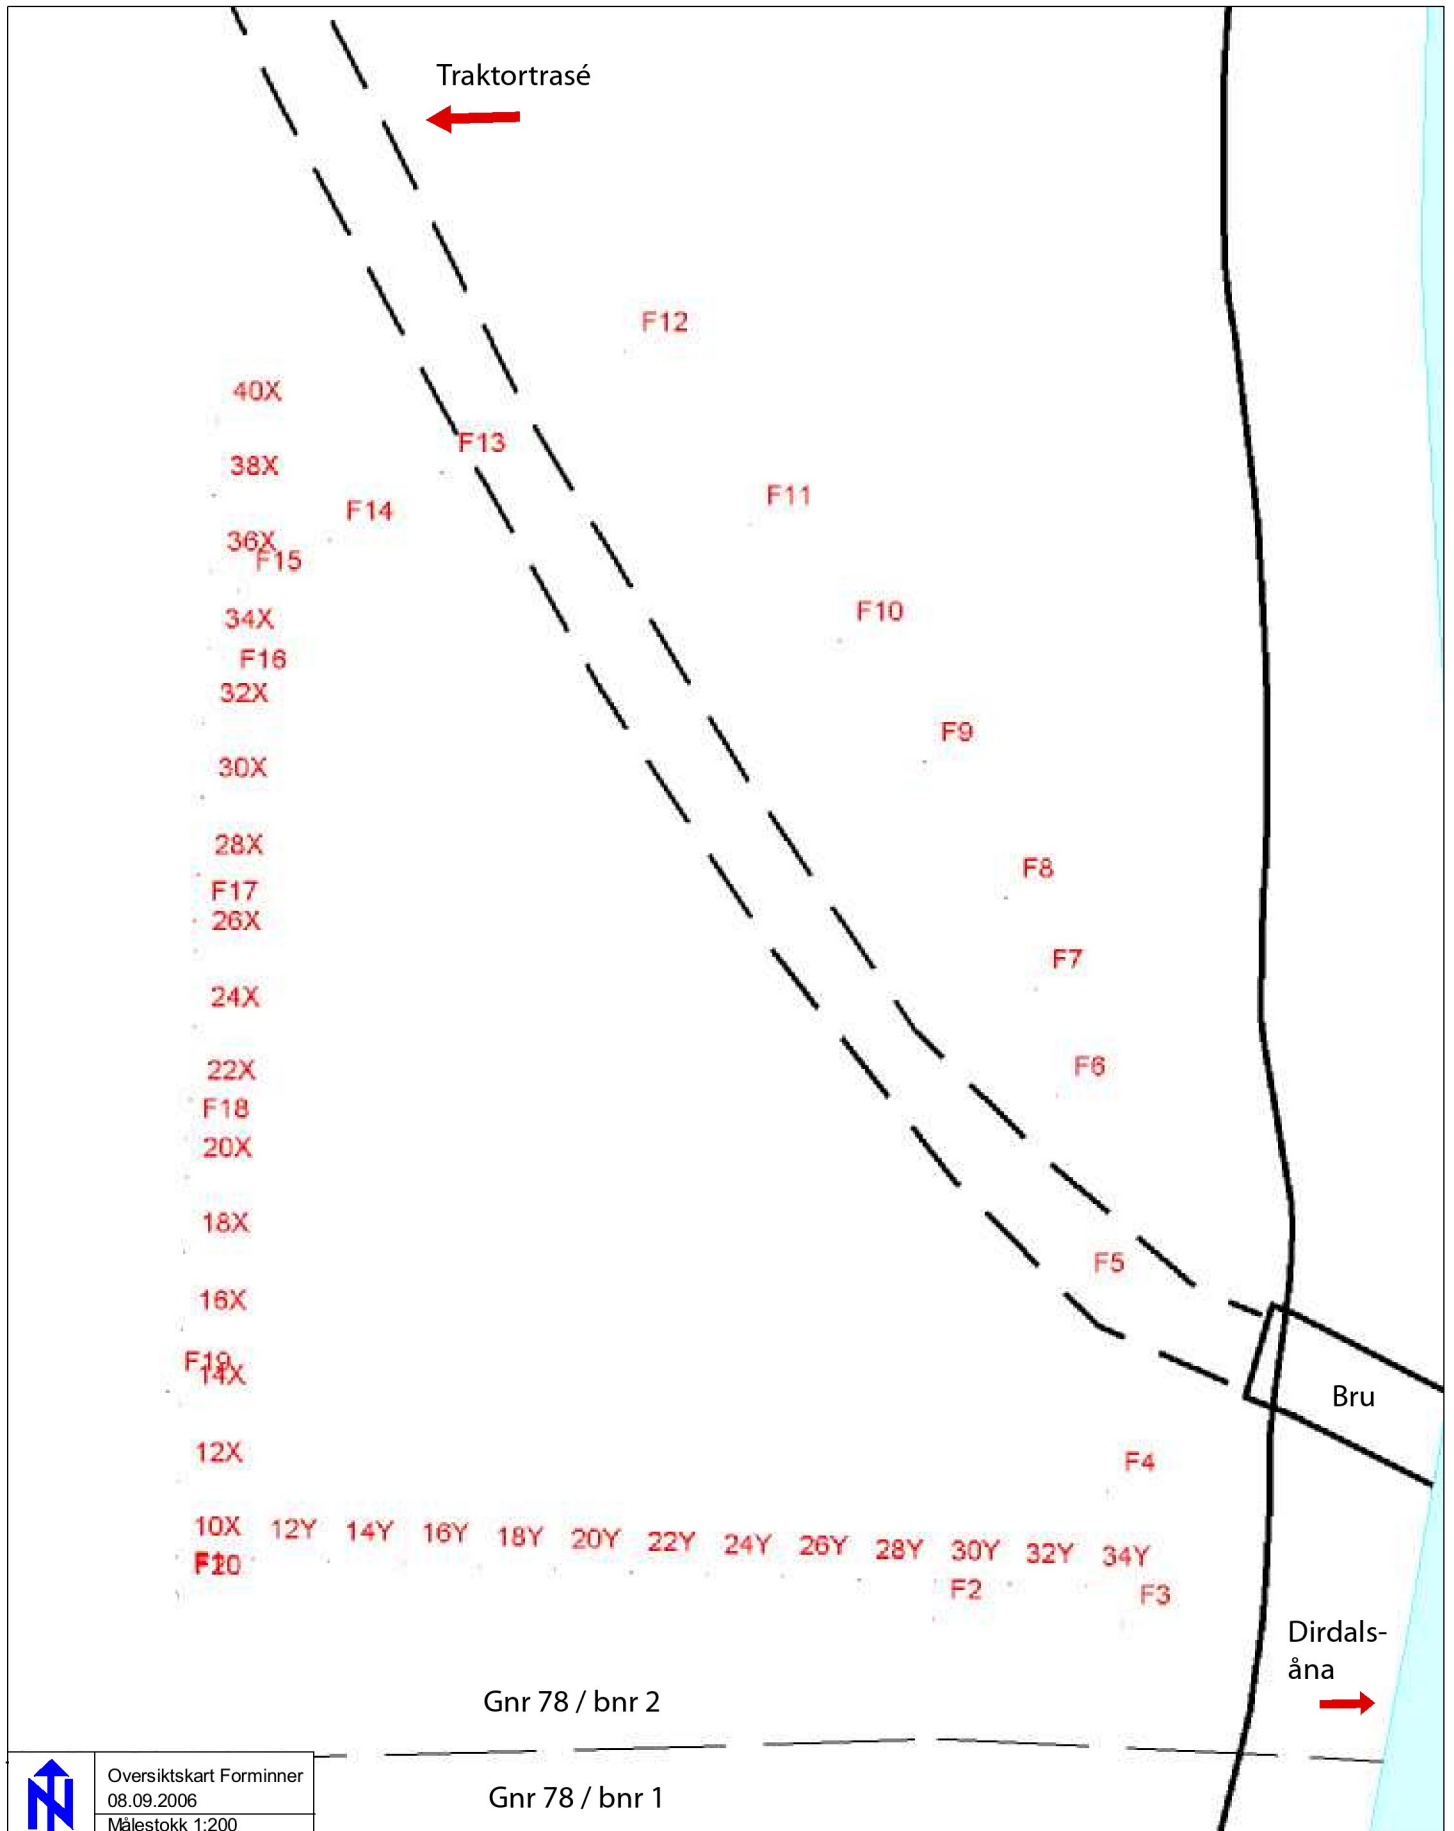 Traktortrasé
F12
40X
F13
38X
F11
F14
36X
F15
F10
34X
F16
32X
F9
30X
28X
F8
F17
26X
F7
24X
F6
22X
F18
20X
18X
F5
16X
F19
14X
Bru
12X
F4
10X 12Y 14Y 16Y 18Y 20Y 22Y 24Y 26Y 28Y 30Y 32Y 34Y
F1
F20
F2
F3
Dirdals-
åna
Gnr 78 / bnr 2
Gnr 78 / bnr 1
N
Oversiktskart Forminner
08.09.2006
Målestokk 1:200